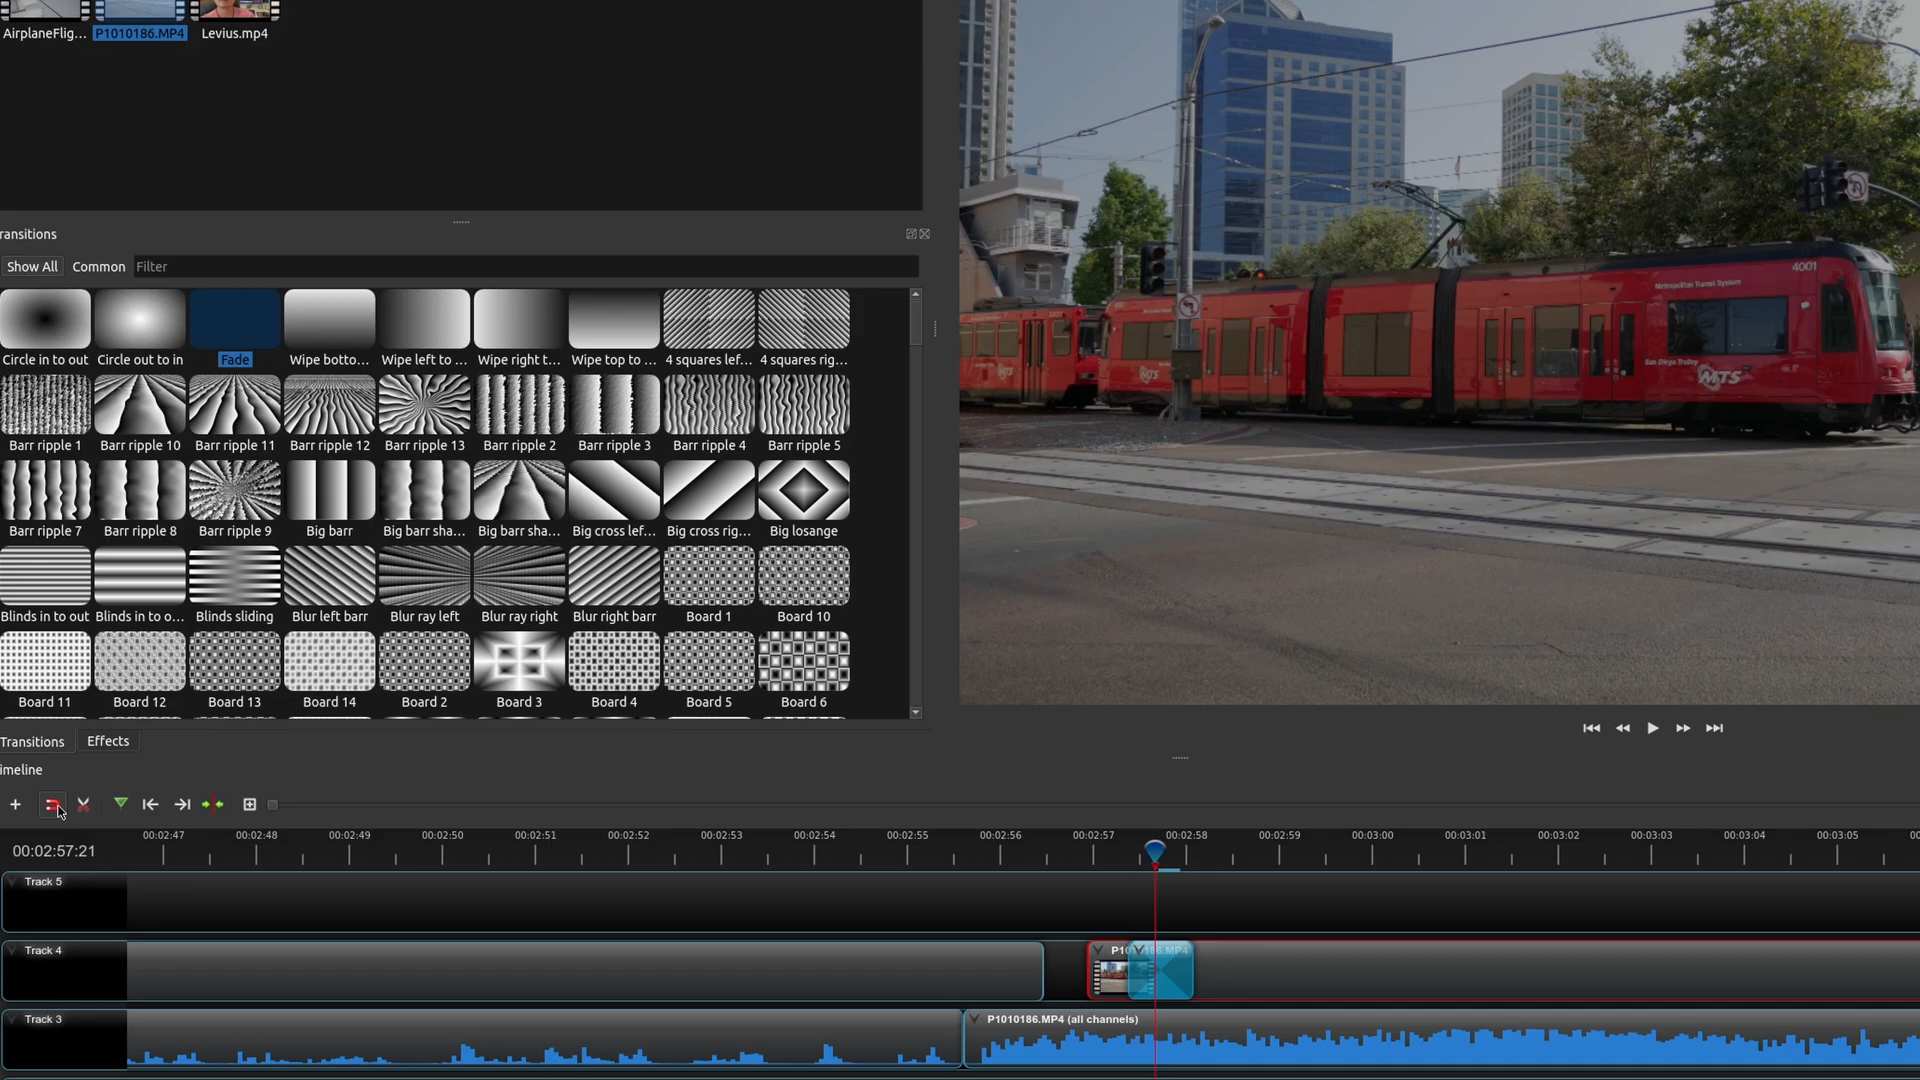 AirplaneFlig... P1010186.MP4 Levius.mp4
ransitions
Show All Common Filter
Circle in to out Circle out to in Fade Wipe botto... Wipe left to ... Wipe right t... Wipe top to ... 4 squares lef... 4 squares rig...
Barr ripple 1 Barr ripple 10 Barr ripple 11 Barr ripple 12 Barr ripple 13 Barr ripple 2 Barr ripple 3 Barr ripple 4 Barr ripple 5
Barr ripple 7 Barr ripple 8 Barr ripple 9 Big barr Big barr sha... Big barr sha... Big cross lef... Big cross rig... Big losange
Blinds in to out Blinds in to o... Blinds sliding Blur left barr Blur ray left Blur ray right Blur right barr Board 1 Board 10
Board 11 Board 12 Board 13 Board 14 Board 2 Board 3 Board 4 Board 5 Board 6
Transitions Effects
4001
Metropolitan Transit System
San Diego Trolley
MTS
MTS
imeline
00:02:57:21
00:02:47 00:02:48 00:02:49 00:02:50 00:02:51 00:02:52 00:02:53 00:02:54 00:02:55 00:02:56 00:02:57 00:02:58 00:02:59 00:03:00 00:03:01 00:03:02 00:03:03 00:03:04 00:03:05
Track 5
Track 4
Track 3 P1010186.MP4 (all channels)